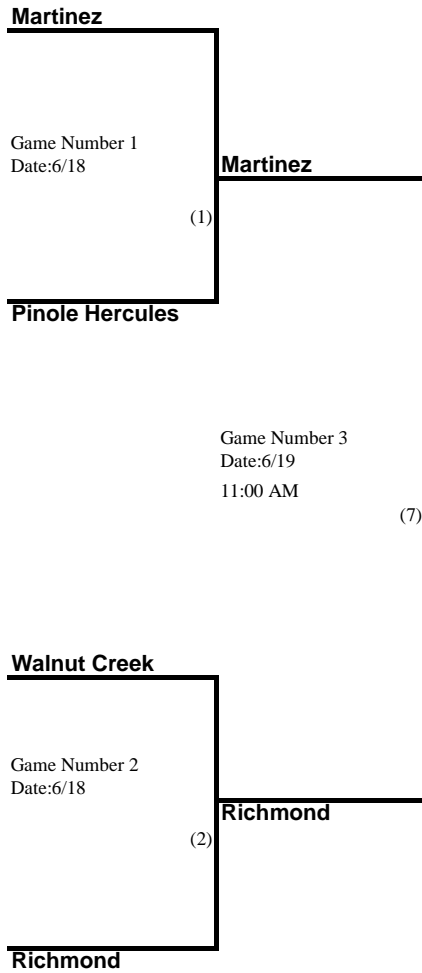 Martinez
Game Number 1
Date:6/18
Martinez
(1)
Pinole Hercules
Game Number 3
Date:6/19
11:00 AM
(7)
Walnut Creek
Game Number 2
Date:6/18
Richmond
(2)
Richmond